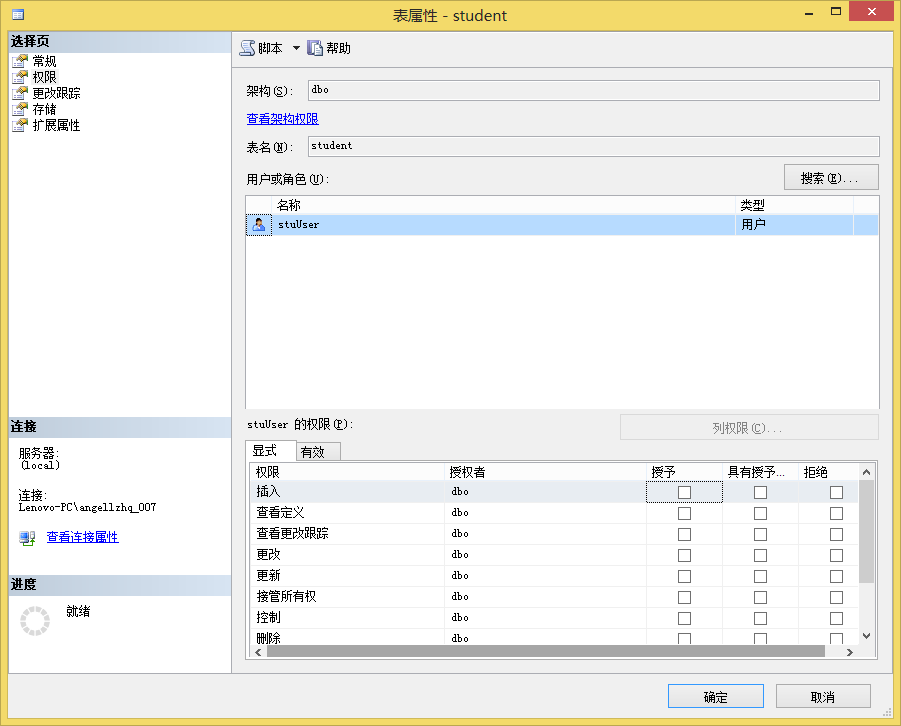 表属性 - student
选择页
常规
权限
更改跟踪
存储
扩展属性
脚本 帮助
架构(S): dbo
查看架构权限
表名(N): student
用户或角色(U): 搜索(E)...
名称 类型
stuUser 用户
stuUser 的权限(P): 列权限(C)...
显式 有效
权限 授权者 授予 具有授予... 拒绝
插入 dbo
查看定义 dbo
查看更改跟踪 dbo
更改 dbo
更新 dbo
接管所有权 dbo
控制 dbo
删除 dbo
连接
服务器:
(local)
连接:
Lenovo-PC\angellzhq_007
查看连接属性
进度
就绪
确定 取消